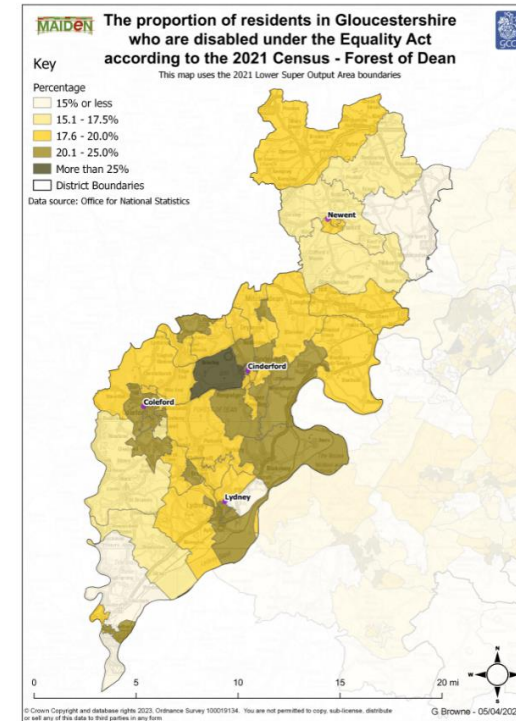 MAIDEN
The proportion of residents in Gloucestershire
who are disabled under the Equality Act
according to the 2021 Census - Forest of Dean
This map uses the 2021 Lower Super Output Area boundaries
GCC
Key
Percentage
15% or less
15.1 - 17.5%
17.6 - 20.0%
20.1 - 25.0%
More than 25%
District Boundaries
Data source: Office for National Statistics
Newent
Cinderford
Coleford
Lydney
N
W
S
0 5 10 15 20 mi
© Crown Copyright and database rights 2023. Ordnance Survey 100019134. You are not permitted to copy, sub-license, distribute
or sell any of this data to third parties in any form
G Browne - 05/04/202